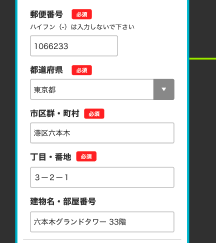 郵便番号 必須
ハイフン（-）は入力しないで下さい
1066233
都道府県 必須
東京都
市区群・町村 必須
港区六本木
丁目・番地 必須
３－２－１
建物名・部屋番号
六本木グランドタワー 33階